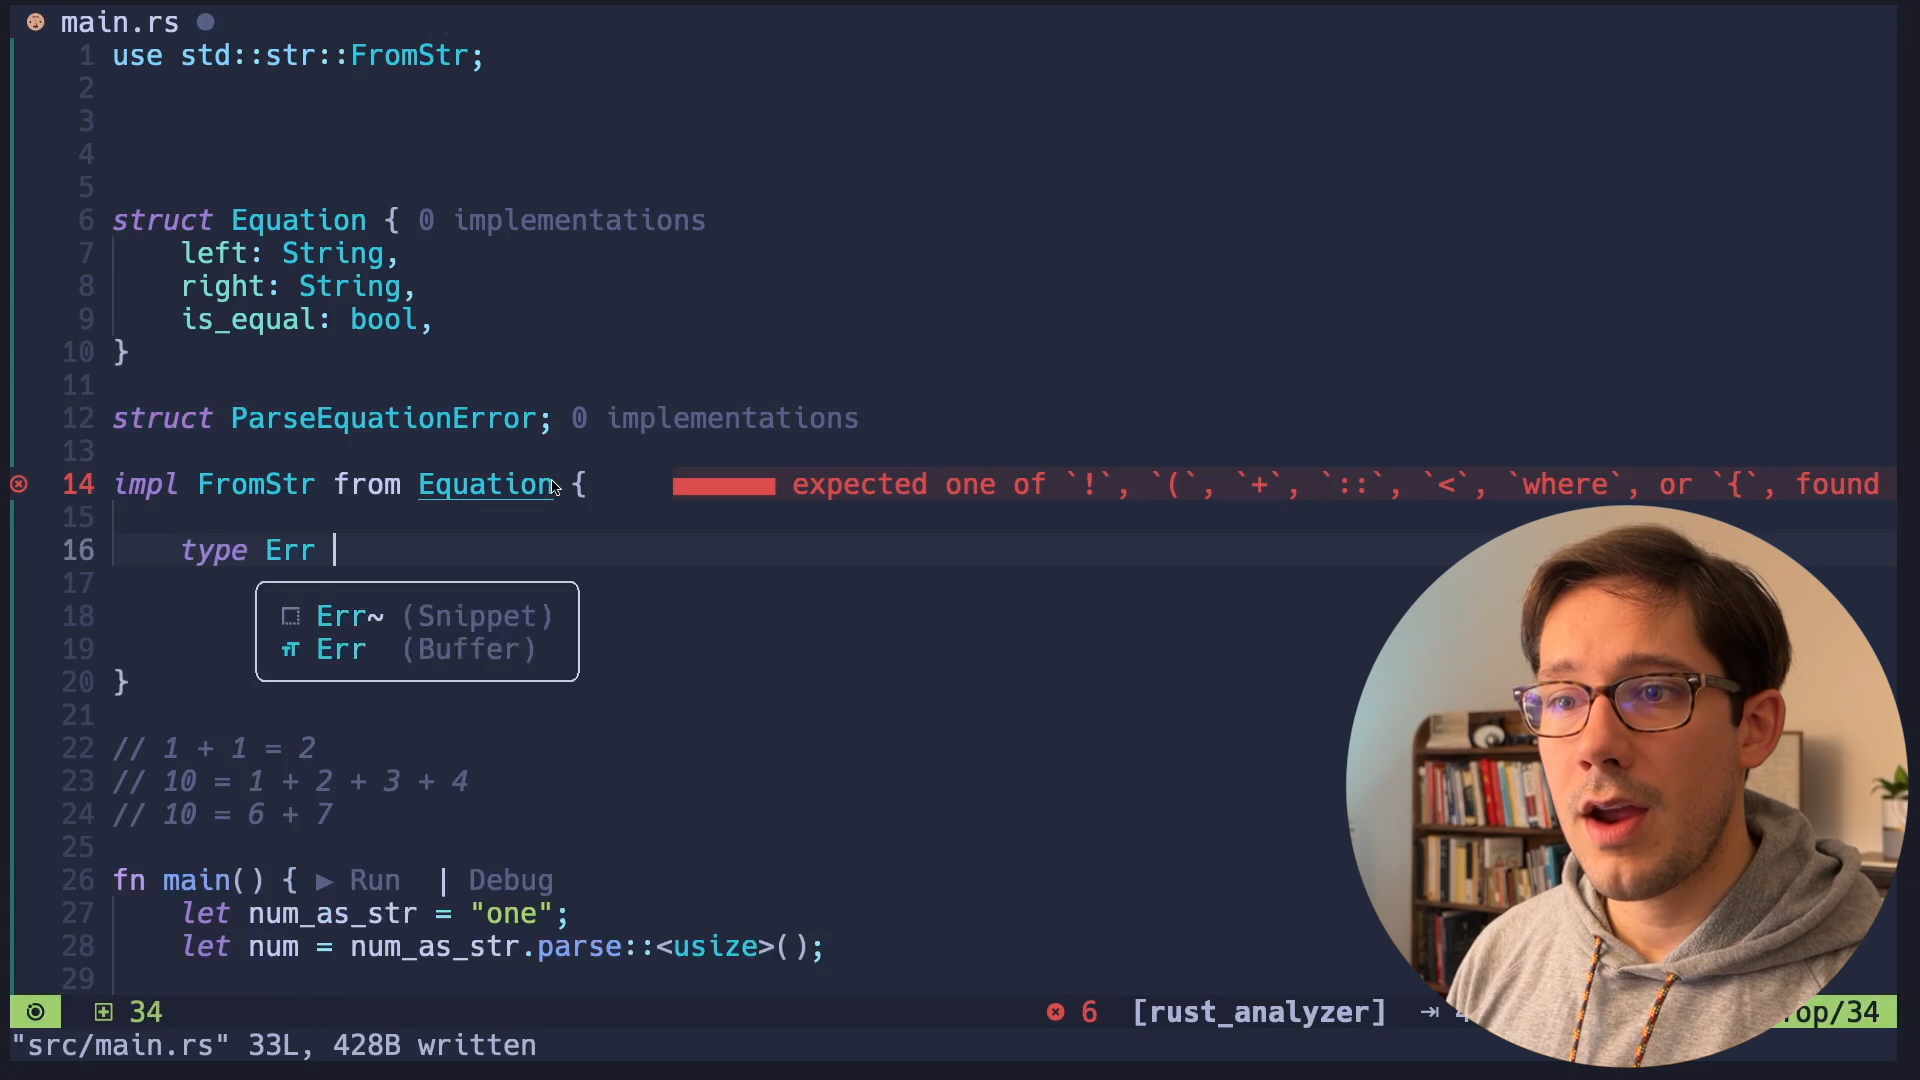 main.rs
1 use std::str::FromStr;
2
3
4
5
6 struct Equation { 0 implementations
7 left: String,
8 right: String,
9 is_equal: bool,
10 }
11
12 struct ParseEquationError; 0 implementations
13
14 impl FromStr from Equation { expected one of `!`, `(`, `+`, `::`, `<`, `where`, or `{`, found
15
16 type Err
17
18 Err~ (Snippet)
19 Err (Buffer)
20 }
21
22 // 1 + 1 = 2
23 // 10 = 1 + 2 + 3 + 4
24 // 10 = 6 + 7
25
26 fn main() { ▶ Run | Debug
27 let num_as_str = "one";
28 let num = num_as_str.parse::<usize>();
29
34 6 [rust_analyzer] op/34
"src/main.rs" 33L, 428B written